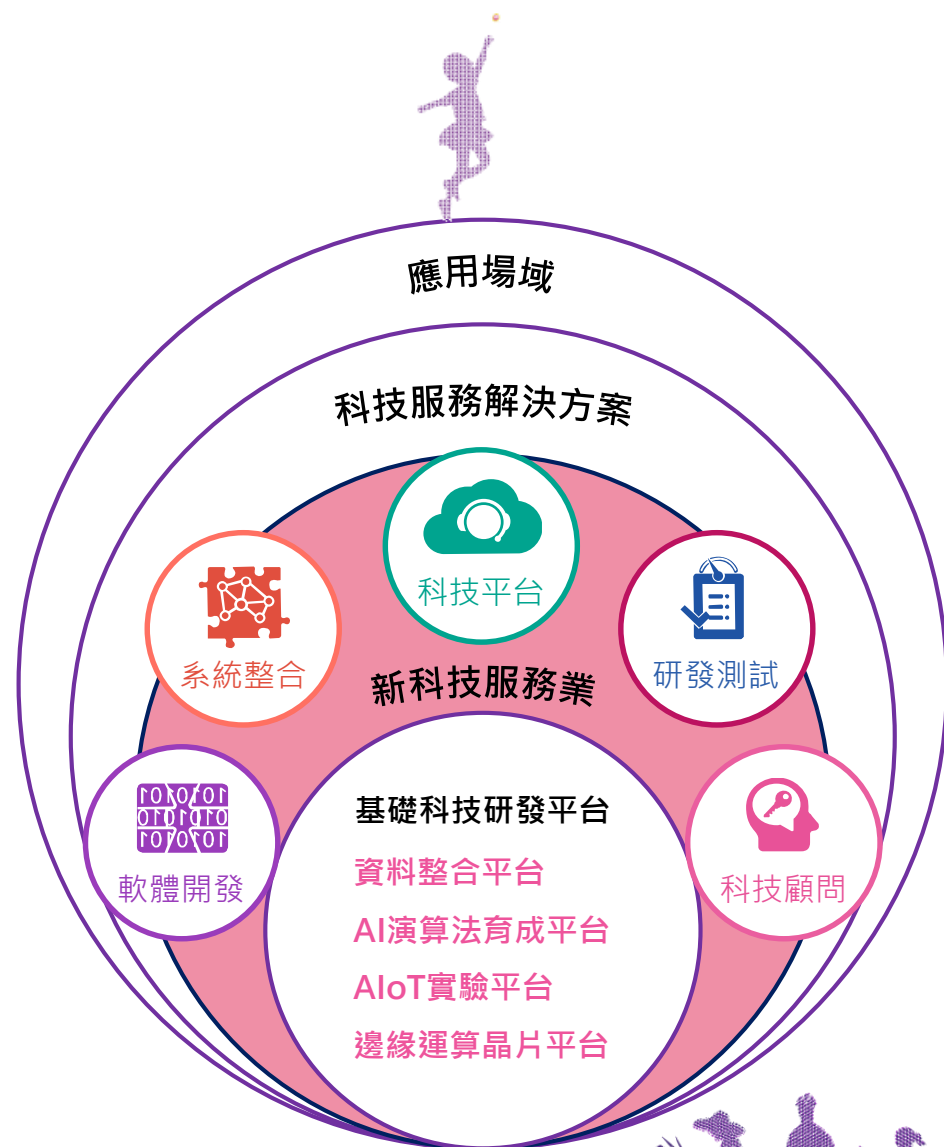 應用場域
科技服務解決方案
科技平台
系統整合
研發測試
新科技服務業
1010101
0101010
1010101
軟體開發
科技顧問
基礎科技研發平台
資料整合平台
AI演算法育成平台
AIoT實驗平台
邊緣運算晶片平台